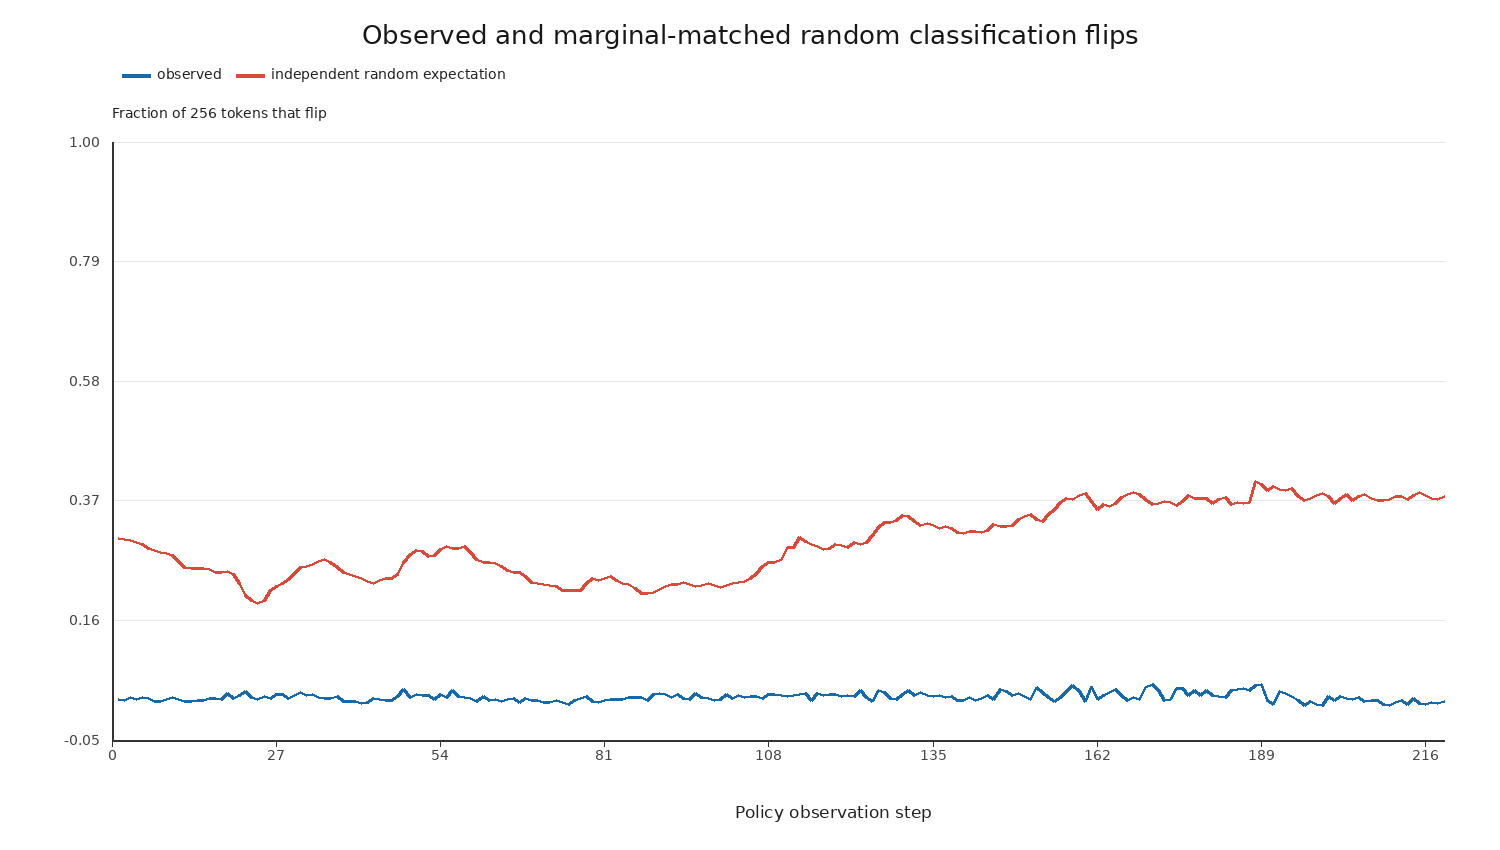 Observed and marginal-matched random classification flips
observed independent random expectation
Fraction of 256 tokens that flip
1.00
0.79
0.58
0.37
0.16
-0.05
0 27 54 81 108 135 162 189 216
Policy observation step